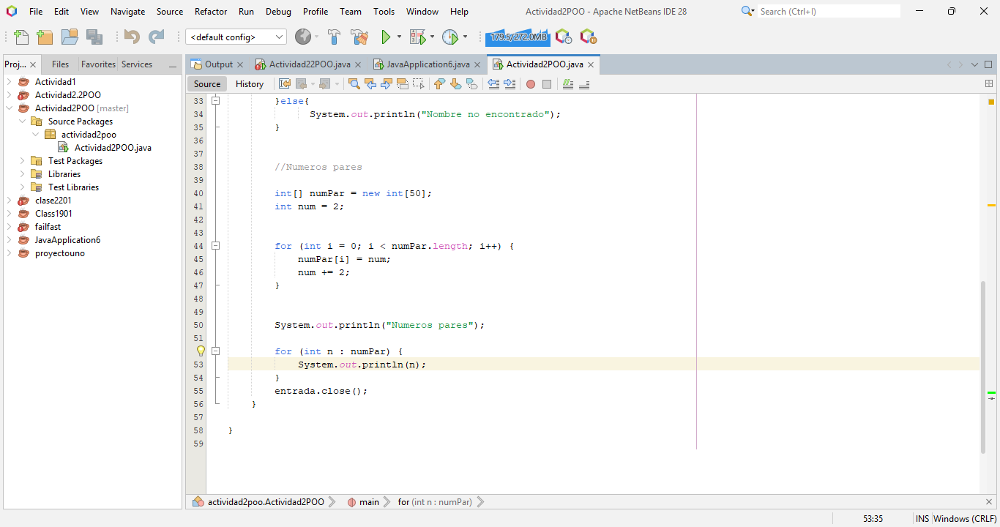 File Edit View Navigate Source Refactor Run Debug Profile Team Tools Window Help Actividad2POO - Apache NetBeans IDE 28 Search (Ctrl+I)
<default config> 179.5/272.0MB
Proj... Files Favorites Services
Output Actividad22POO.java JavaApplication6.java Actividad2POO.java
Source History
Actividad1
Actividad2.2POO
Actividad2POO [master]
Source Packages
actividad2poo
Actividad2POO.java
Test Packages
Libraries
Test Libraries
clase2201
Class1901
failfast
JavaApplication6
proyectouno
33 }else{
34 System.out.println("Nombre no encontrado");
35 }
36
37
38 //Numeros pares
39
40 int[] numPar = new int[50];
41 int num = 2;
42
43
44 for (int i = 0; i < numPar.length; i++) {
45 numPar[i] = num;
46 num += 2;
47 }
48
49
50 System.out.println("Numeros pares");
51
for (int n : numPar) {
53 System.out.println(n);
54 }
55 entrada.close();
56 }
57
58 }
59
actividad2poo.Actividad2POO main for (int n : numPar)
53:35 INS Windows (CRLF)